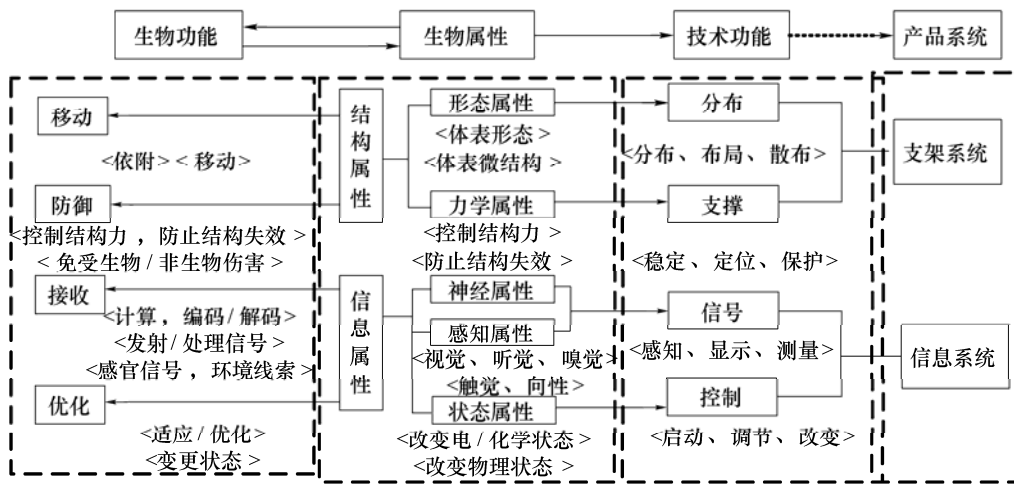 生物功能
生物属性
技术功能
产品系统
移动
<依附> <移动>
防御
<控制结构力，防止结构失效>
<免受生物/非生物伤害>
接收
<计算，编码/解码>
<发射/处理信号>
<感官信号，环境线索>
优化
<适应/优化>
<变更状态>
结构属性
形态属性
<体表形态>
<体表微结构>
力学属性
<控制结构力>
<防止结构失效>
信息属性
神经属性
感知属性
<视觉、听觉、嗅觉>
<触觉、向性>
状态属性
<改变电/化学状态>
<改变物理状态>
分布
<分布、布局、散布>
支撑
<稳定、定位、保护>
信号
<感知、显示、测量>
控制
<启动、调节、改变>
支架系统
信息系统